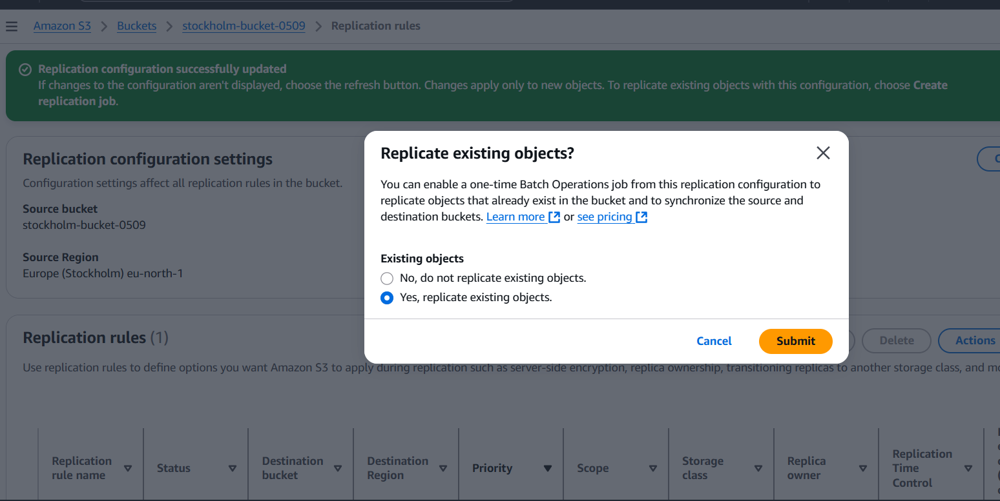 Amazon S3 > Buckets > stockholm-bucket-0509 > Replication rules
Replication configuration successfully updated
If changes to the configuration aren't displayed, choose the refresh button. Changes apply only to new objects. To replicate existing objects with this configuration, choose Create
replication job.
Replication configuration settings
Configuration settings affect all replication rules in the bucket.
Source bucket
stockholm-bucket-0509
Source Region
Europe (Stockholm) eu-north-1
Replicate existing objects?
You can enable a one-time Batch Operations job from this replication configuration to
replicate objects that already exist in the bucket and to synchronize the source and
destination buckets. Learn more or see pricing
Existing objects
No, do not replicate existing objects.
Yes, replicate existing objects.
Cancel
Submit
Replication rules (1)
Delete
Actions
Use replication rules to define options you want Amazon S3 to apply during replication such as server-side encryption, replica ownership, transitioning replicas to another storage class, and
Replication
rule name
Status
Destination
bucket
Destination
Region
Priority
Scope
Storage
class
Replica
owner
Replication
Time
Control